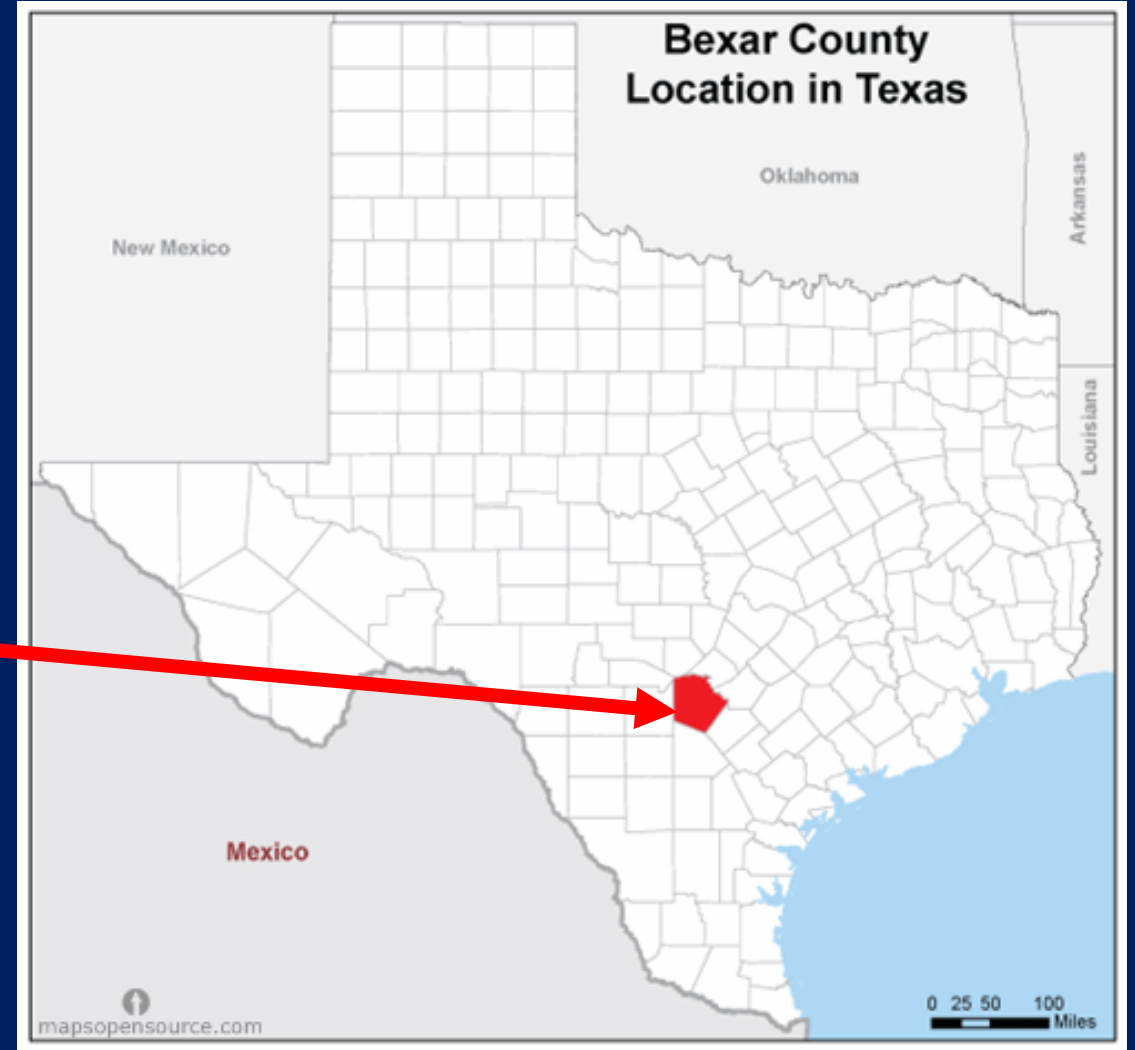 Bexar County
Location in Texas
Oklahoma
Arkansas
New Mexico
Louisiana
Mexico
0 25 50 100
Miles
mapsopensource.com